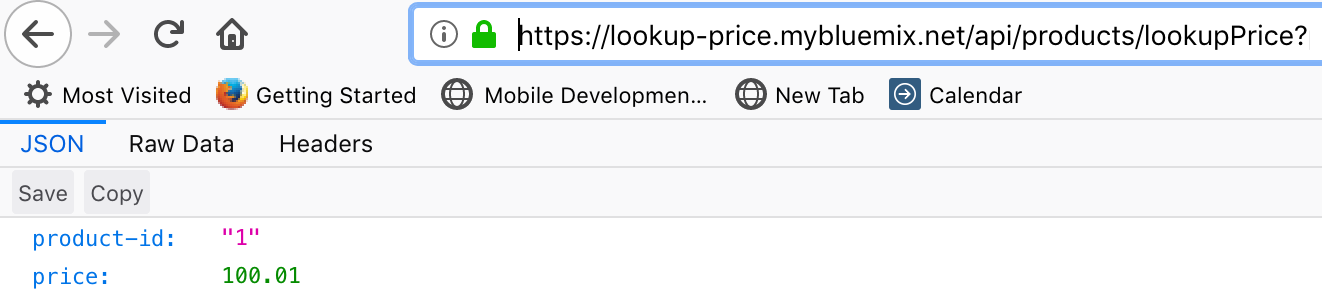 https://lookup-price.mybluemix.net/api/products/lookupPrice?
Most Visited Getting Started Mobile Developmen... New Tab Calendar
JSON Raw Data Headers
Save Copy
product-id: "1"
price: 100.01